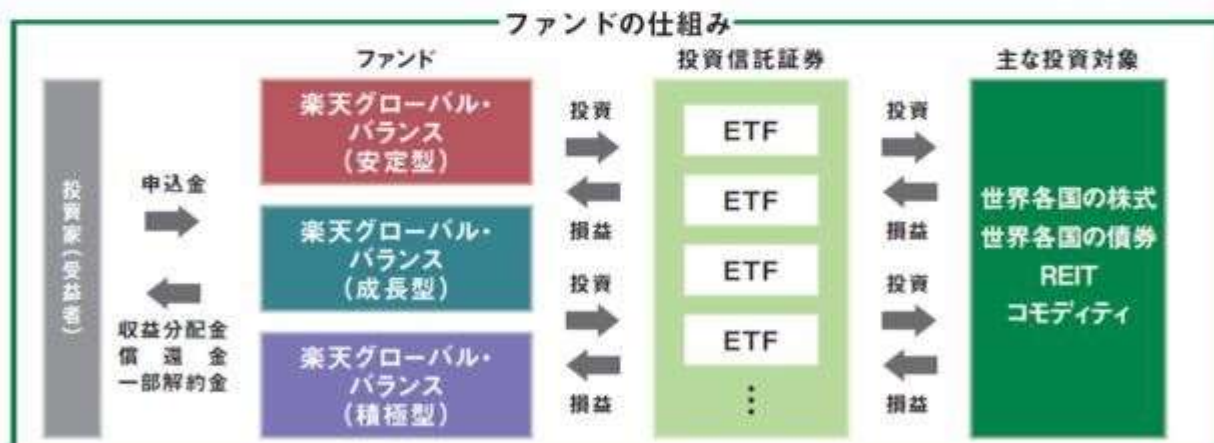 ファンドの仕組み
ファンド
投資信託証券
主な投資対象
投資家(受益者)
申込金
収益分配金
償還金
一部解約金
楽天グローバル・
バランス
(安定型)
楽天グローバル・
バランス
(成長型)
楽天グローバル・
バランス
(積極型)
投資
損益
投資
損益
ETF
ETF
ETF
ETF
⋮
投資
損益
投資
損益
世界各国の株式
世界各国の債券
REIT
コモディティ